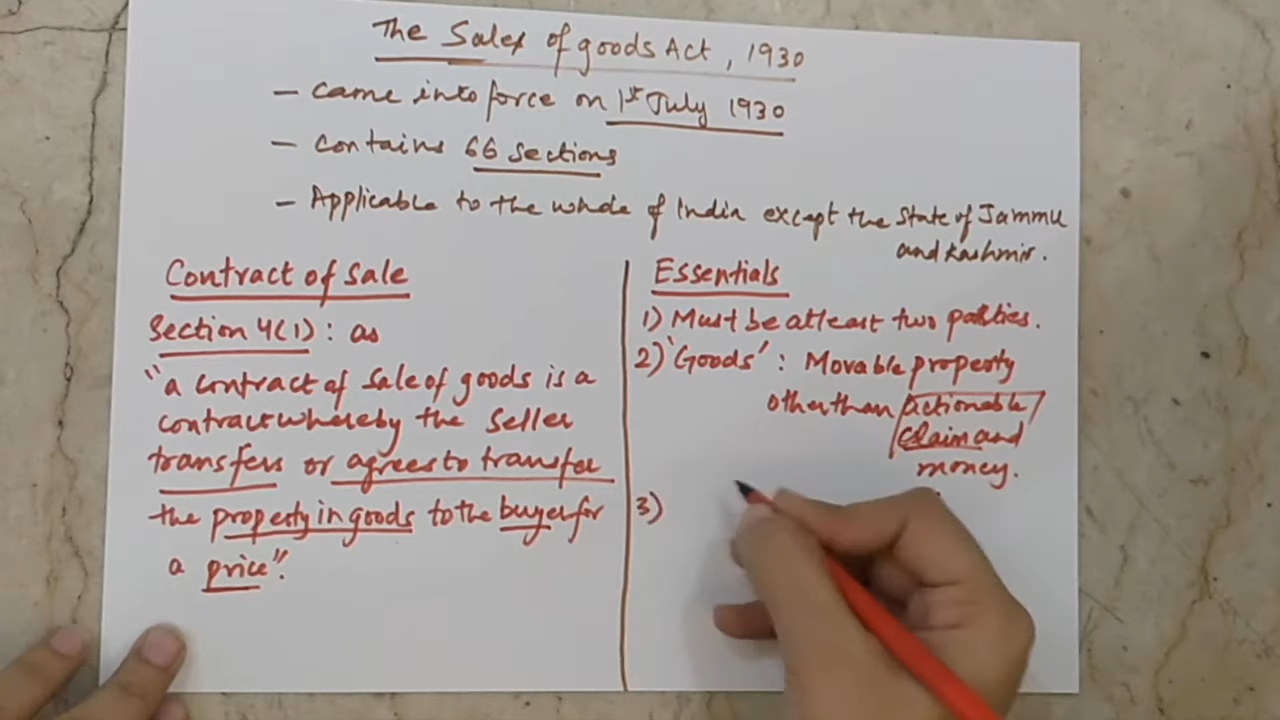 The Sales of goods Act, 1930
- Came into force on 1st July 1930
- Contains 66 sections
- Applicable to the whole of India except the State of Jammu
and Kashmir.
Contract of Sale
Section 4(1) : as
"a contract of sale of goods is a
contract whereby the seller
transfers or agrees to transfer
the property in goods to the buyer for
a price".
Essentials
1) Must be atleast two parties.
2) 'Goods' : Movable property
other than actionable
claim and
money.
3)